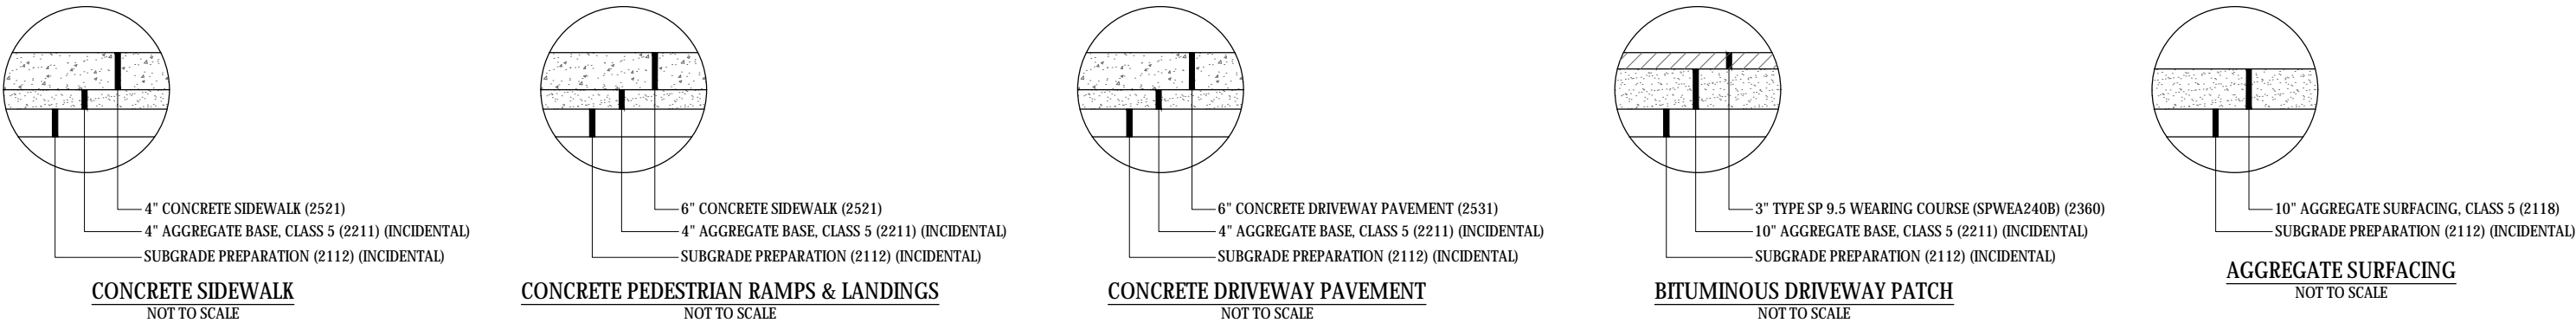 4" CONCRETE SIDEWALK (2521)
4" AGGREGATE BASE, CLASS 5 (2211) (INCIDENTAL)
SUBGRADE PREPARATION (2112) (INCIDENTAL)
CONCRETE SIDEWALK
NOT TO SCALE
6" CONCRETE SIDEWALK (2521)
4" AGGREGATE BASE, CLASS 5 (2211) (INCIDENTAL)
SUBGRADE PREPARATION (2112) (INCIDENTAL)
CONCRETE PEDESTRIAN RAMPS & LANDINGS
NOT TO SCALE
6" CONCRETE DRIVEWAY PAVEMENT (2531)
4" AGGREGATE BASE, CLASS 5 (2211) (INCIDENTAL)
SUBGRADE PREPARATION (2112) (INCIDENTAL)
CONCRETE DRIVEWAY PAVEMENT
NOT TO SCALE
3" TYPE SP 9.5 WEARING COURSE (SPWEA240B) (2360)
10" AGGREGATE BASE, CLASS 5 (2211) (INCIDENTAL)
SUBGRADE PREPARATION (2112) (INCIDENTAL)
BITUMINOUS DRIVEWAY PATCH
NOT TO SCALE
10" AGGREGATE SURFACING, CLASS 5 (2118)
SUBGRADE PREPARATION (2112) (INCIDENTAL)
AGGREGATE SURFACING
NOT TO SCALE